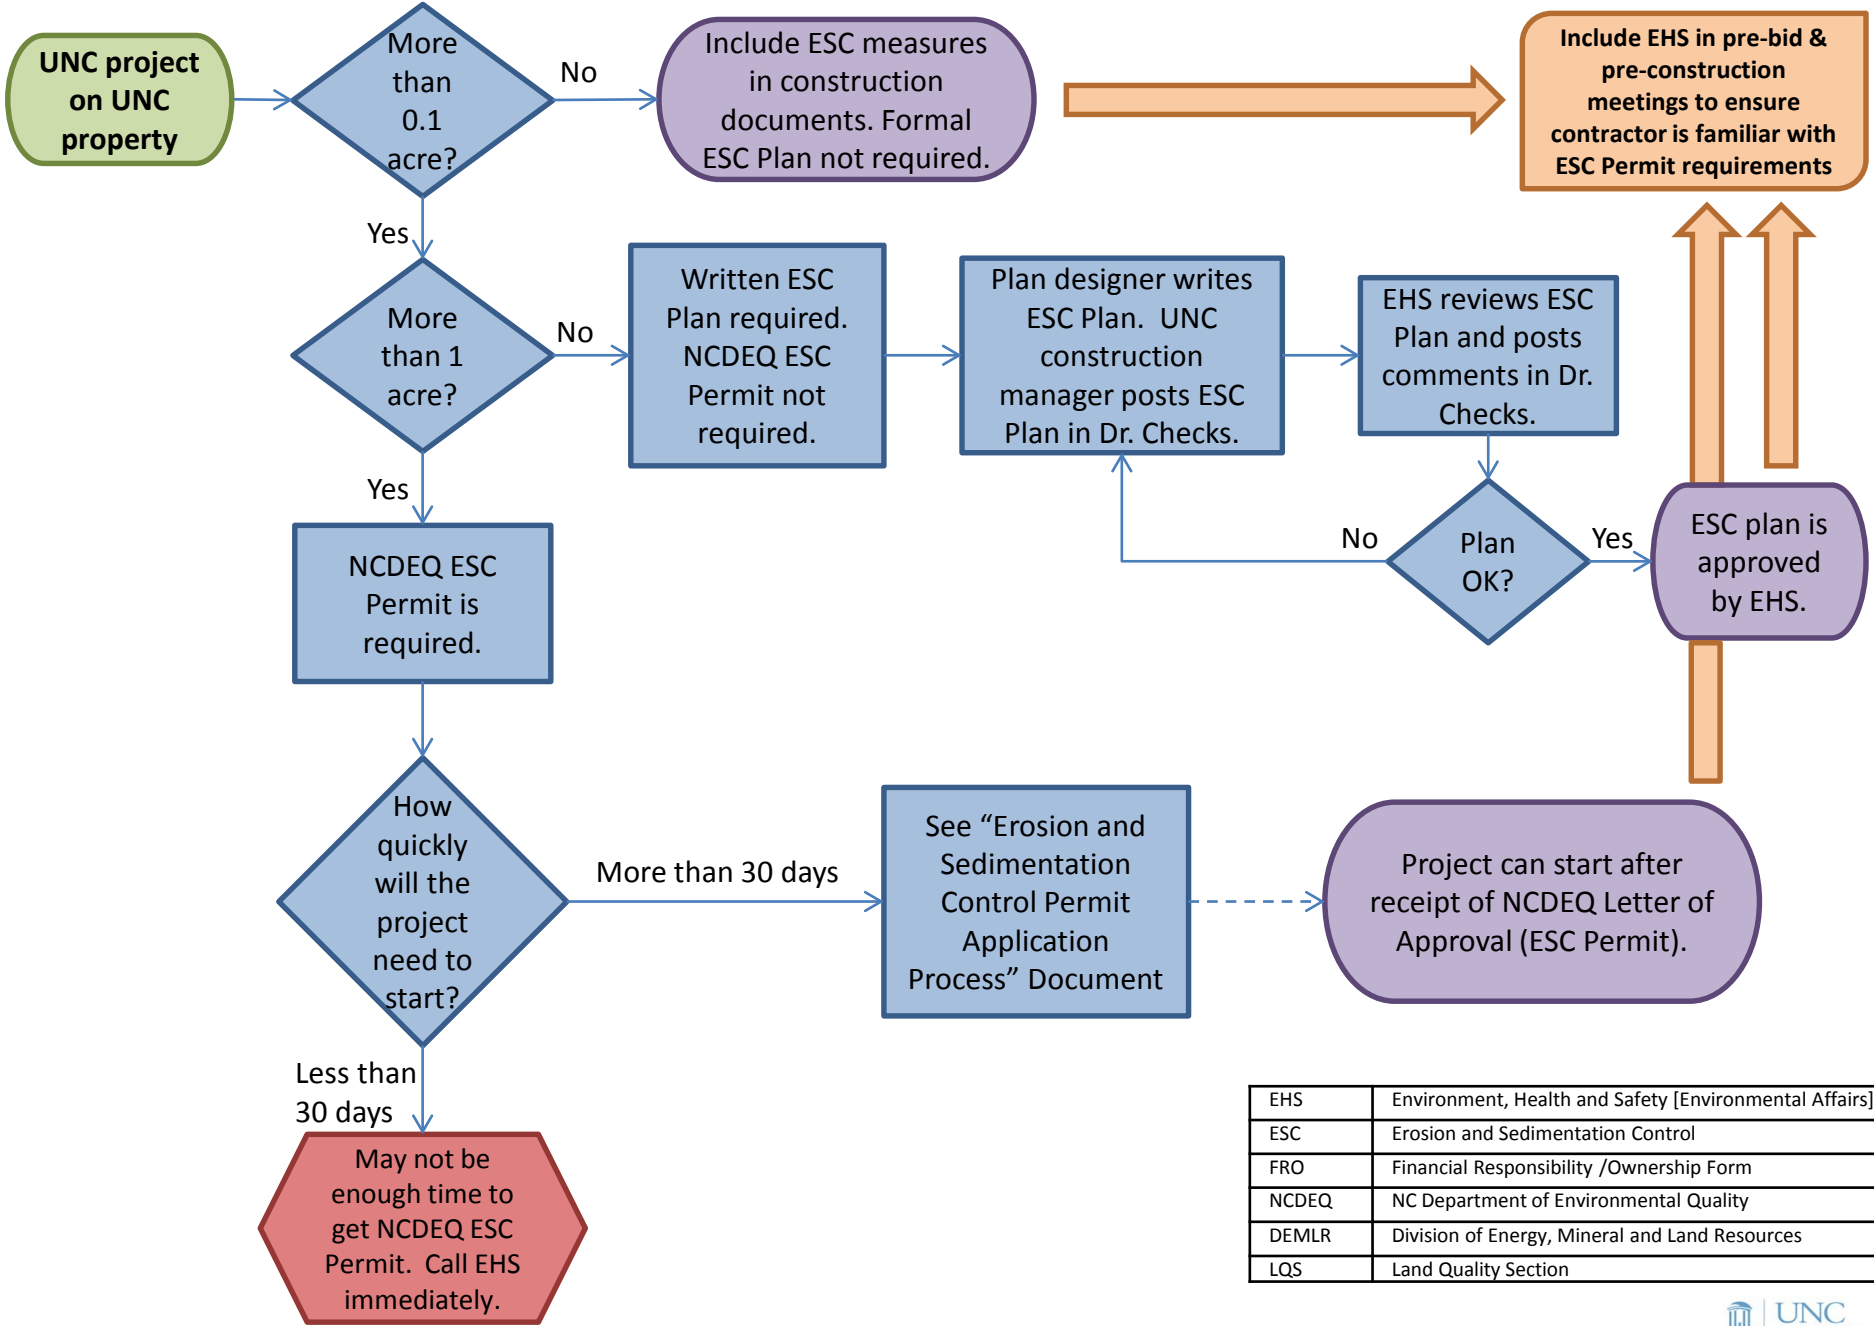 UNC project
on UNC
property
More
than
0.1
acre?
No
Include ESC measures
in construction
documents. Formal
ESC Plan not required.
Include EHS in pre-bid &
pre-construction
meetings to ensure
contractor is familiar with
ESC Permit requirements
Yes
More
than 1
acre?
No
Written ESC
Plan required.
NCDEQ ESC
Permit not
required.
Plan designer writes
ESC Plan.  UNC
construction
manager posts ESC
Plan in Dr. Checks.
EHS reviews ESC
Plan and posts
comments in Dr.
Checks.
No
Plan
OK?
Yes
ESC plan is
approved
by EHS.
Yes
NCDEQ ESC
Permit is
required.
How
quickly
will the
project
need to
start?
More than 30 days
See “Erosion and
Sedimentation
Control Permit
Application
Process” Document
Project can start after
receipt of NCDEQ Letter of
Approval (ESC Permit).
Less than
30 days
May not be
enough time to
get NCDEQ ESC
Permit.  Call EHS
immediately.
EHS Environment, Health and Safety [Environmental Affairs]
ESC Erosion and Sedimentation Control
FRO Financial Responsibility /Ownership Form
NCDEQ NC Department of Environmental Quality
DEMLR Division of Energy, Mineral and Land Resources
LQS Land Quality Section
UNC